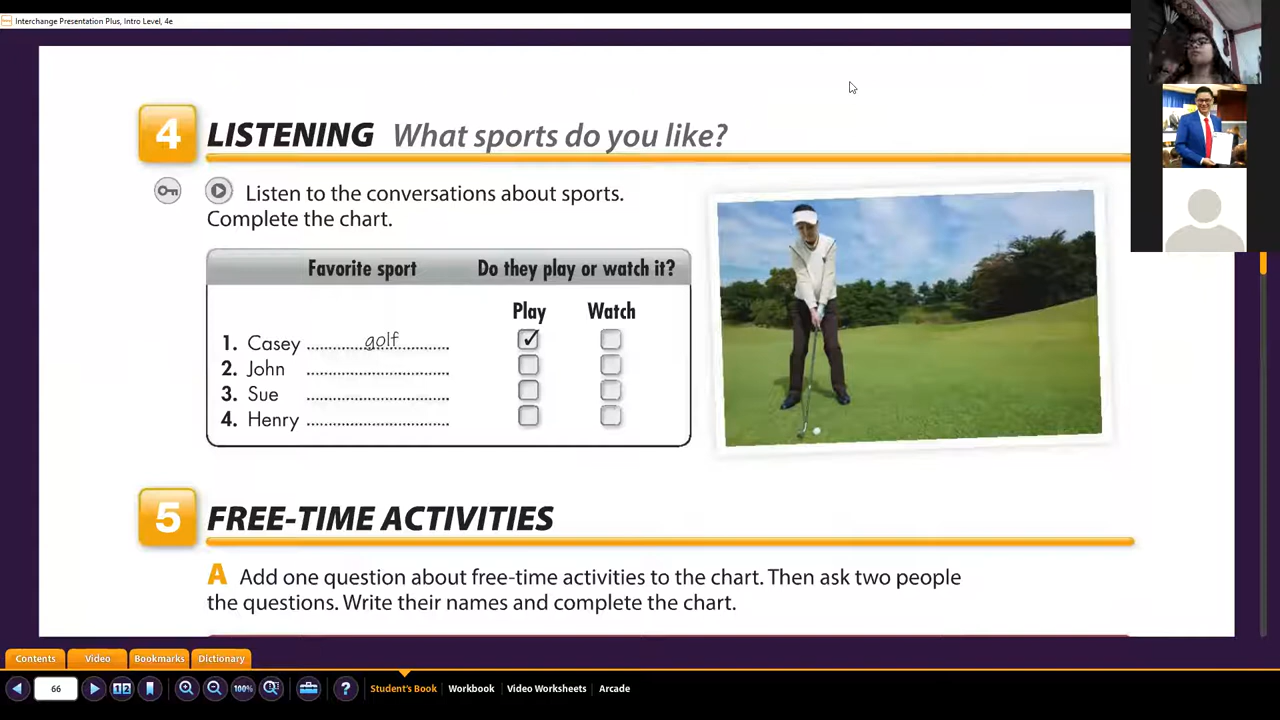 Interchange Presentation Plus, Intro Level, 4e
4 LISTENING What sports do you like?
Listen to the conversations about sports.
Complete the chart.
Favorite sport Do they play or watch it?
Play Watch
1. Casey golf
2. John
3. Sue
4. Henry
5 FREE-TIME ACTIVITIES
A Add one question about free-time activities to the chart. Then ask two people
the questions. Write their names and complete the chart.
Contents Video Bookmarks Dictionary
66 1 2 100% Student's Book Workbook Video Worksheets Arcade